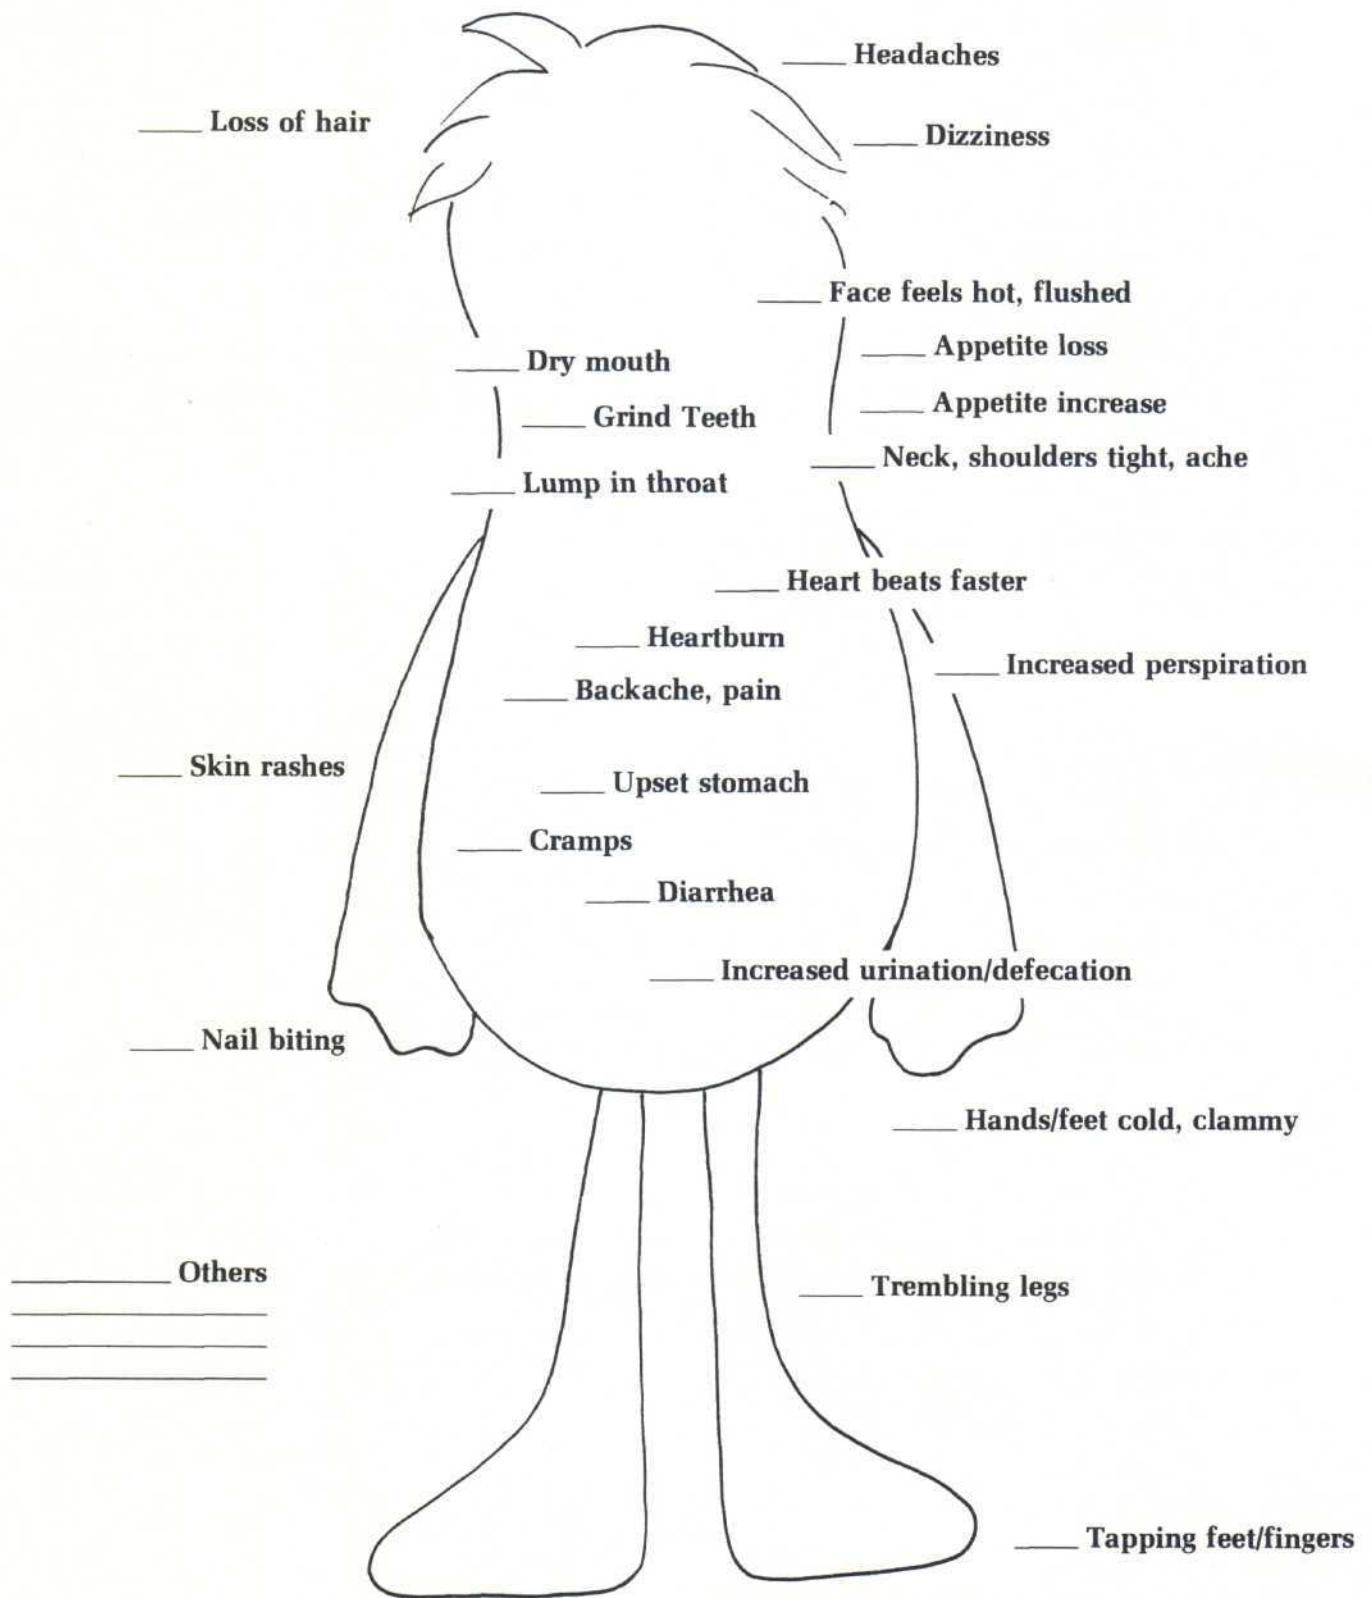 ____ Headaches
____ Loss of hair
____ Dizziness
____ Face feels hot, flushed
____ Appetite loss
____ Dry mouth
____ Appetite increase
____ Grind Teeth
____ Neck, shoulders tight, ache
____ Lump in throat
____ Heart beats faster
____ Heartburn
____ Increased perspiration
____ Backache, pain
____ Skin rashes
____ Upset stomach
____ Cramps
____ Diarrhea
____ Increased urination/defecation
____ Nail biting
____ Hands/feet cold, clammy
__________ Others
____ Trembling legs
____ Tapping feet/fingers